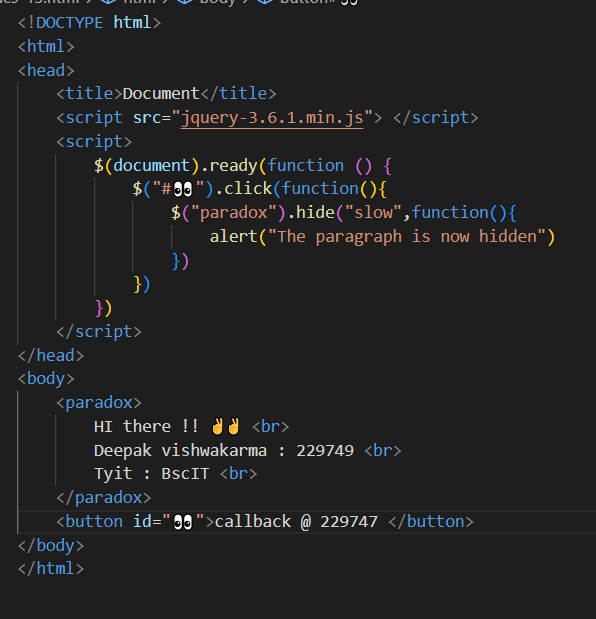 <!DOCTYPE html>
<html>
<head>
    <title>Document</title>
    <script src="jquery-3.6.1.min.js"> </script>
    <script>
        $(document).ready(function () {
            $("#👀").click(function(){
                $("paradox").hide("slow",function(){
                    alert("The paragraph is now hidden")
                })
            })
        })
    </script>
</head>
<body>
    <paradox>
        HI there !! ✌✌ <br>
        Deepak vishwakarma : 229749 <br>
        Tyit : BscIT <br>
    </paradox>
    <button id="👀">callback @ 229747 </button>
</body>
</html>